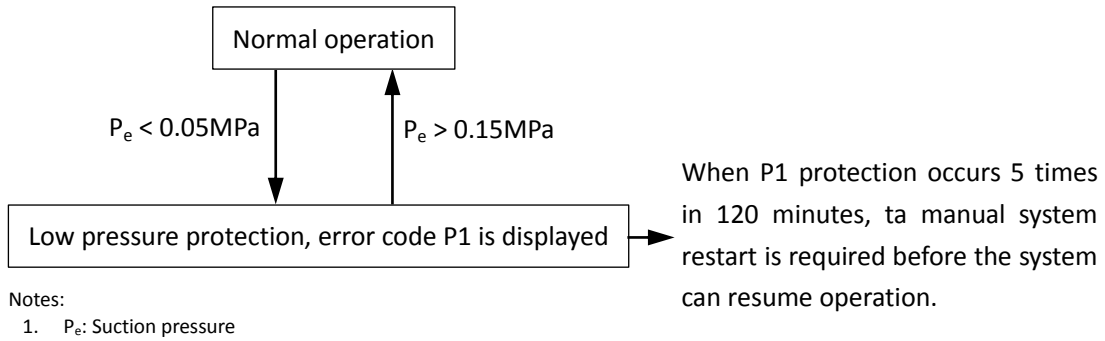 Normal operation
Pe < 0.05MPa
Pe > 0.15MPa
Low pressure protection, error code P1 is displayed
When P1 protection occurs 5 times
in 120 minutes, ta manual system
restart is required before the system
can resume operation.
Notes:
1. Pe: Suction pressure